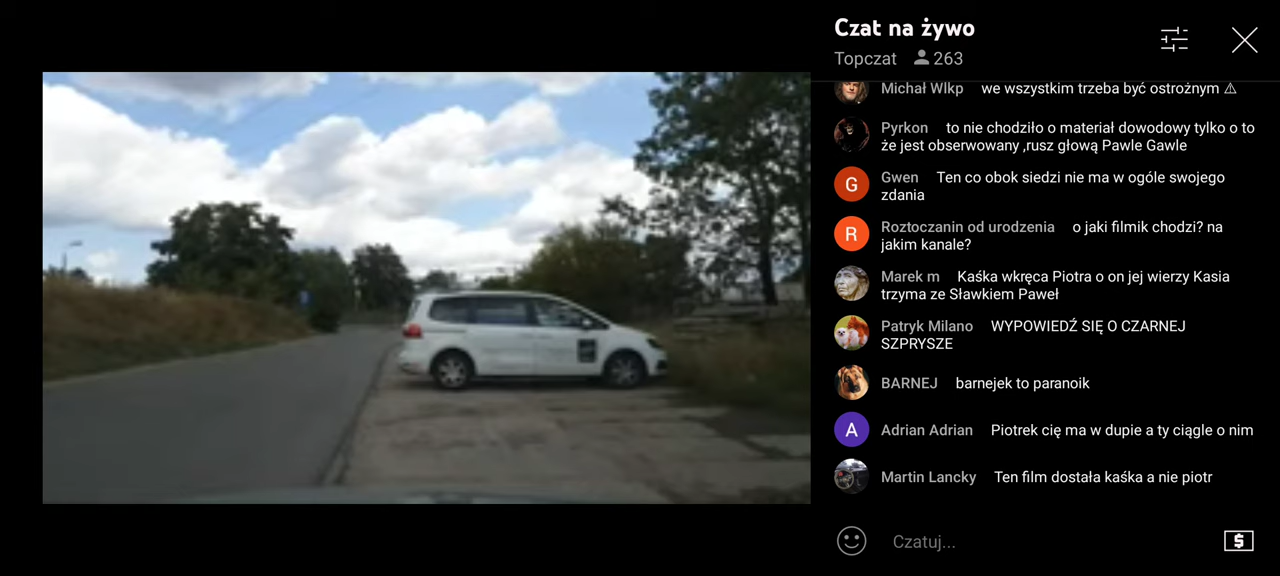 Czat na żywo
Topczat 263
Michał Wlkp we wszystkim trzeba być ostrożnym ⚠
Pyrkon to nie chodziło o materiał dowodowy tylko o to
że jest obserwowany ,rusz głową Pawle Gawle
G Gwen Ten co obok siedzi nie ma w ogóle swojego
zdania
R Roztoczanin od urodzenia o jaki filmik chodzi? na
jakim kanale?
Marek m Kaśka wkręca Piotra o on jej wierzy Kasia
trzyma ze Sławkiem Paweł
Patryk Milano WYPOWIEDŹ SIĘ O CZARNEJ
SZPRYSZE
BARNEJ barnejek to paranoik
A Adrian Adrian Piotrek cię ma w dupie a ty ciągle o nim
Martin Lancky Ten film dostała kaśka a nie piotr
Czatuj... $